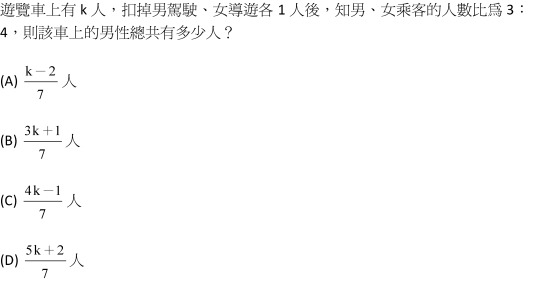 遊覽車上有 k 人，扣掉男駕駛、女導遊各 1 人後，知男、女乘客的人數比為 3：
4，則該車上的男性總共有多少人？
(A) $\frac{k-2}{7}$ 人
(B) $\frac{3k+1}{7}$ 人
(C) $\frac{4k-1}{7}$ 人
(D) $\frac{5k+2}{7}$ 人